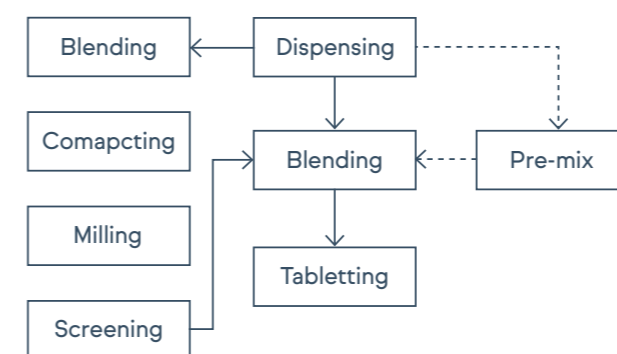 Blending
Dispensing
Comapcting
Blending
Pre-mix
Milling
Tabletting
Screening